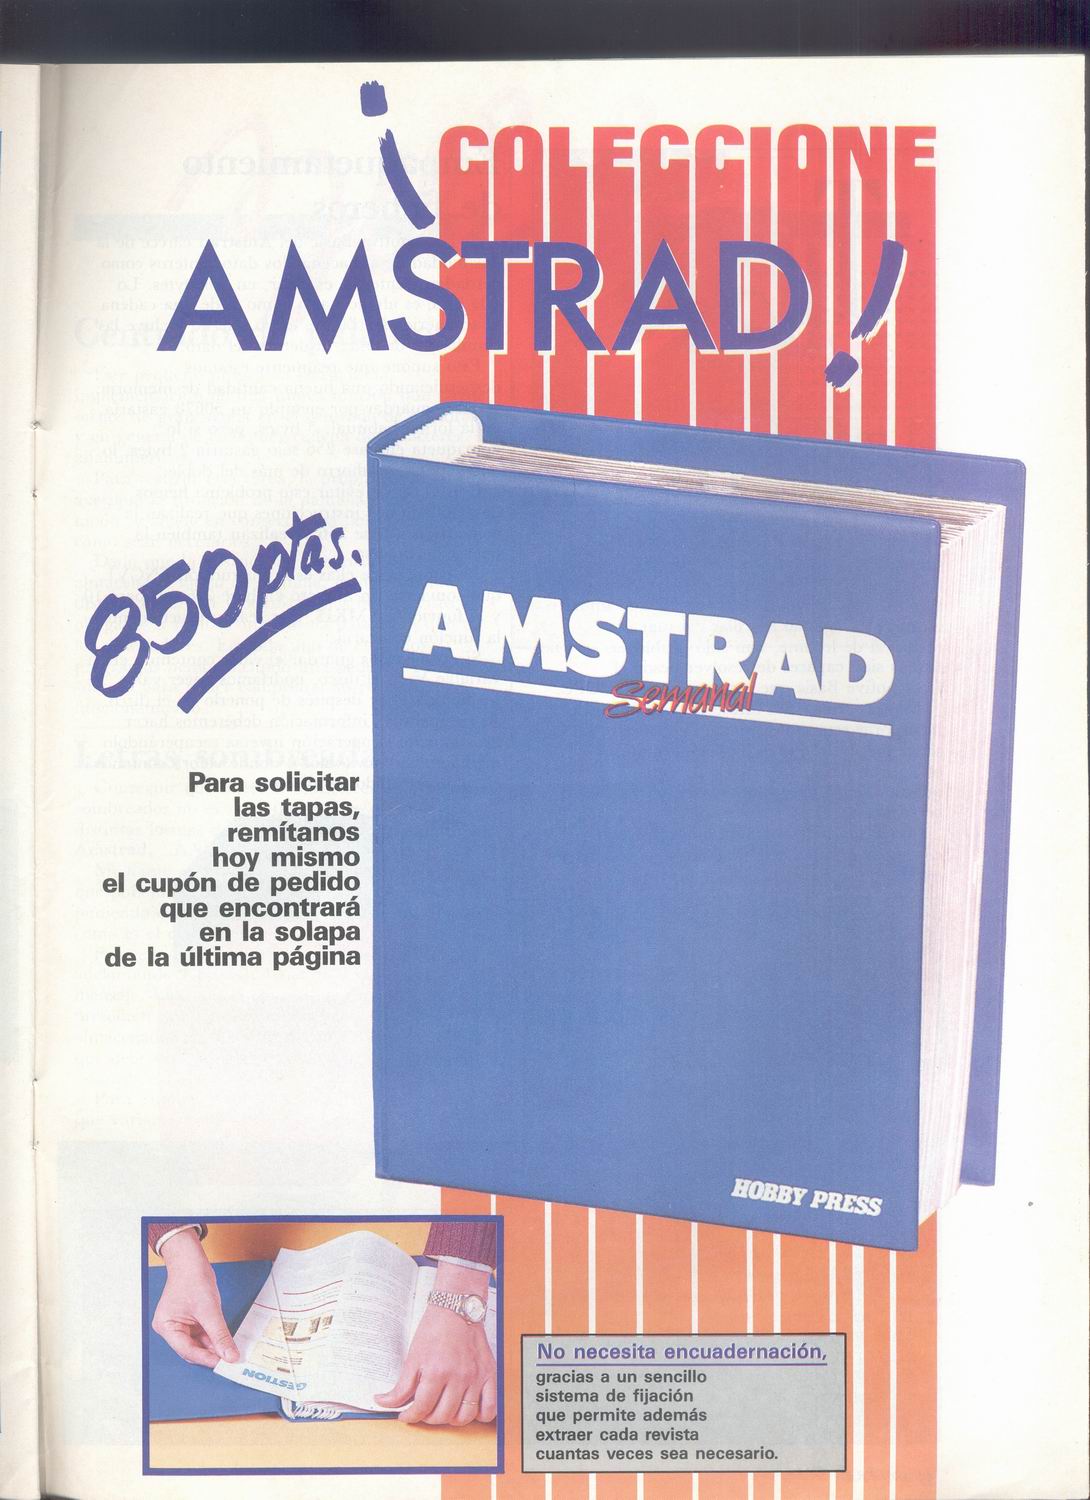 ¡COLECCIONE
AMSTRAD!
850 ptas.
AMSTRAD
Semanal
Para solicitar
las tapas,
remítanos
hoy mismo
el cupón de pedido
que encontrará
en la solapa
de la última página
HOBBY PRESS
GESTION
No necesita encuadernación,
gracias a un sencillo
sistema de fijación
que permite además
extraer cada revista
cuantas veces sea necesario.